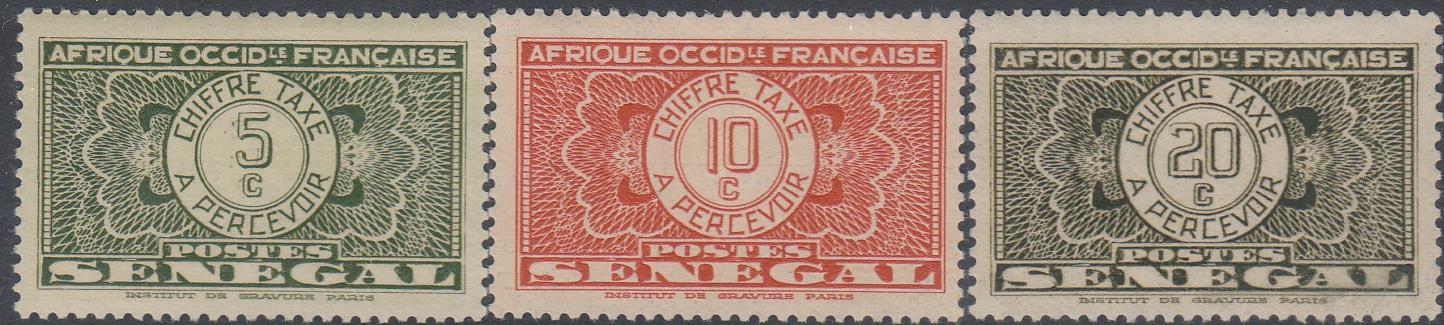 AFRIQUE OCCIDLE FRANÇAISE
CHIFFRE TAXE
5
C
A PERCEVOIR
POSTES
SENEGAL
INSTITUT DE GRAVURE PARIS
AFRIQUE OCCIDLE FRANÇAISE
CHIFFRE TAXE
10
C
A PERCEVOIR
POSTES
SENEGAL
INSTITUT DE GRAVURE PARIS
AFRIQUE OCCIDLE FRANÇAISE
CHIFFRE TAXE
20
C
A PERCEVOIR
POSTES
SENEGAL
INSTITUT DE GRAVURE PARIS